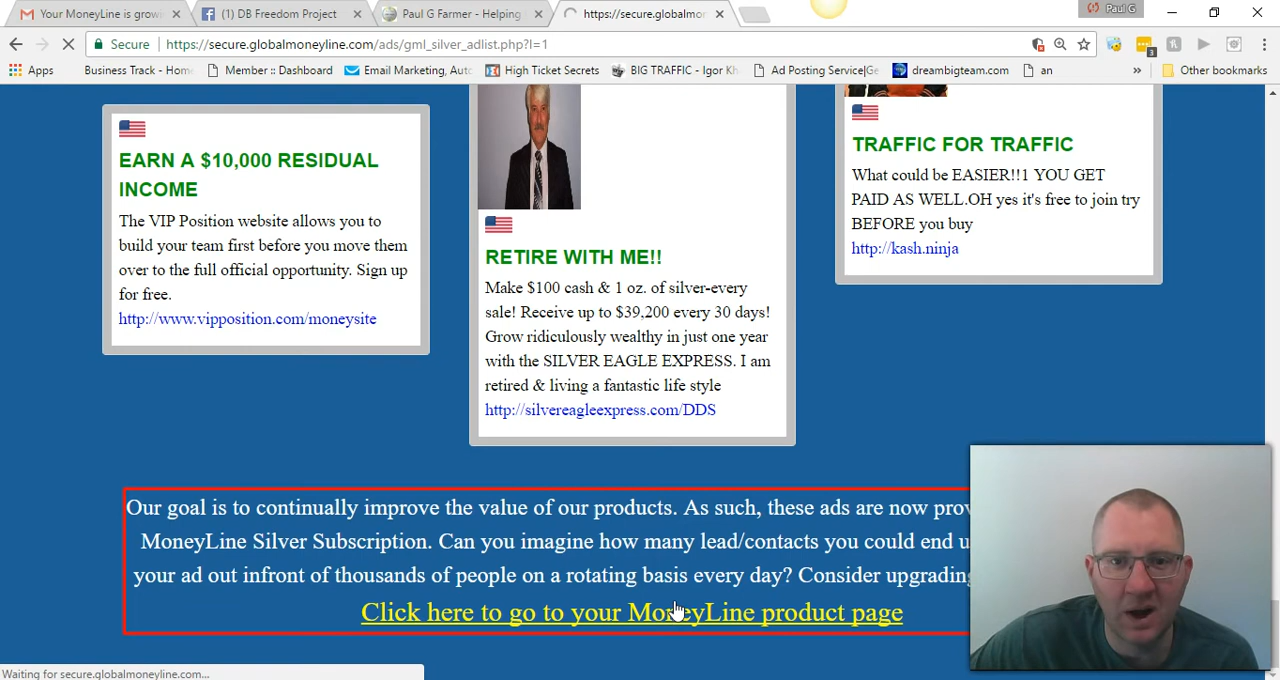 Your MoneyLine is growi
(1) DB Freedom Project
Paul G Farmer - Helping
https://secure.globalmon
Paul G
Secure
https://secure.globalmoneyline.com/ads/gml_silver_adlist.php?l=1
3
Apps
Business Track - Hom
Member :: Dashboard
Email Marketing, Auto
High Ticket Secrets
BIG TRAFFIC - Igor Kh
Ad Posting Service|Ge
dreambigteam.com
an
»
Other bookmarks
EARN A $10,000 RESIDUAL
INCOME
The VIP Position website allows you to
build your team first before you move them
over to the full official opportunity. Sign up
for free.
http://www.vipposition.com/moneysite
RETIRE WITH ME!!
Make $100 cash & 1 oz. of silver-every
sale! Receive up to $39,200 every 30 days!
Grow ridiculously wealthy in just one year
with the SILVER EAGLE EXPRESS. I am
retired & living a fantastic life style
http://silvereagleexpress.com/DDS
TRAFFIC FOR TRAFFIC
What could be EASIER!!1 YOU GET
PAID AS WELL.OH yes it's free to join try
BEFORE you buy
http://kash.ninja
Our goal is to continually improve the value of our products. As such, these ads are now prov
MoneyLine Silver Subscription. Can you imagine how many lead/contacts you could end u
your ad out infront of thousands of people on a rotating basis every day? Consider upgrading
Click here to go to your MoneyLine product page
Waiting for secure.globalmoneyline.com...